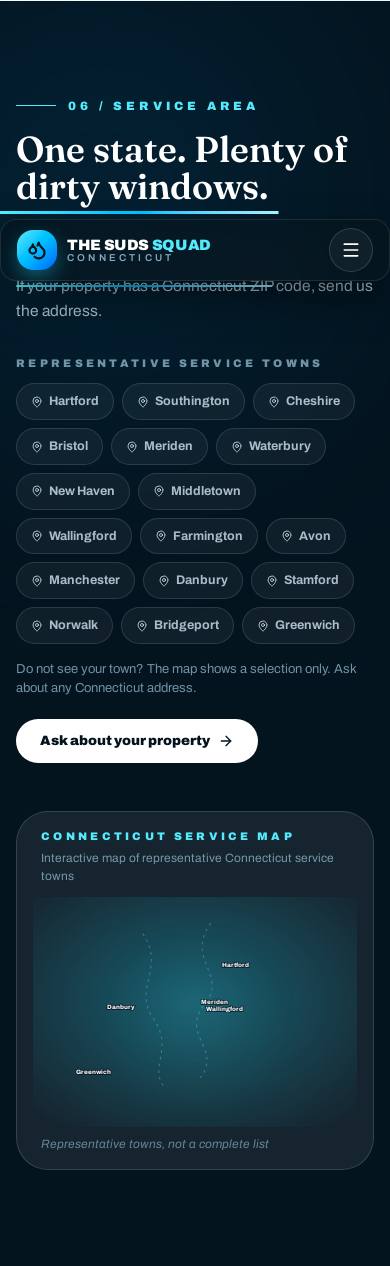 06 / SERVICE AREA
One state. Plenty of
dirty windows.
THE SUDS SQUAD
CONNECTICUT
If your property has a Connecticut ZIP code, send us
the address.
REPRESENTATIVE SERVICE TOWNS
Hartford Southington Cheshire
Bristol Meriden Waterbury
New Haven Middletown
Wallingford Farmington Avon
Manchester Danbury Stamford
Norwalk Bridgeport Greenwich
Do not see your town? The map shows a selection only. Ask
about any Connecticut address.
Ask about your property →
CONNECTICUT SERVICE MAP
Interactive map of representative Connecticut service
towns
Hartford
Meriden
Danbury
Wallingford
Greenwich
Representative towns, not a complete list